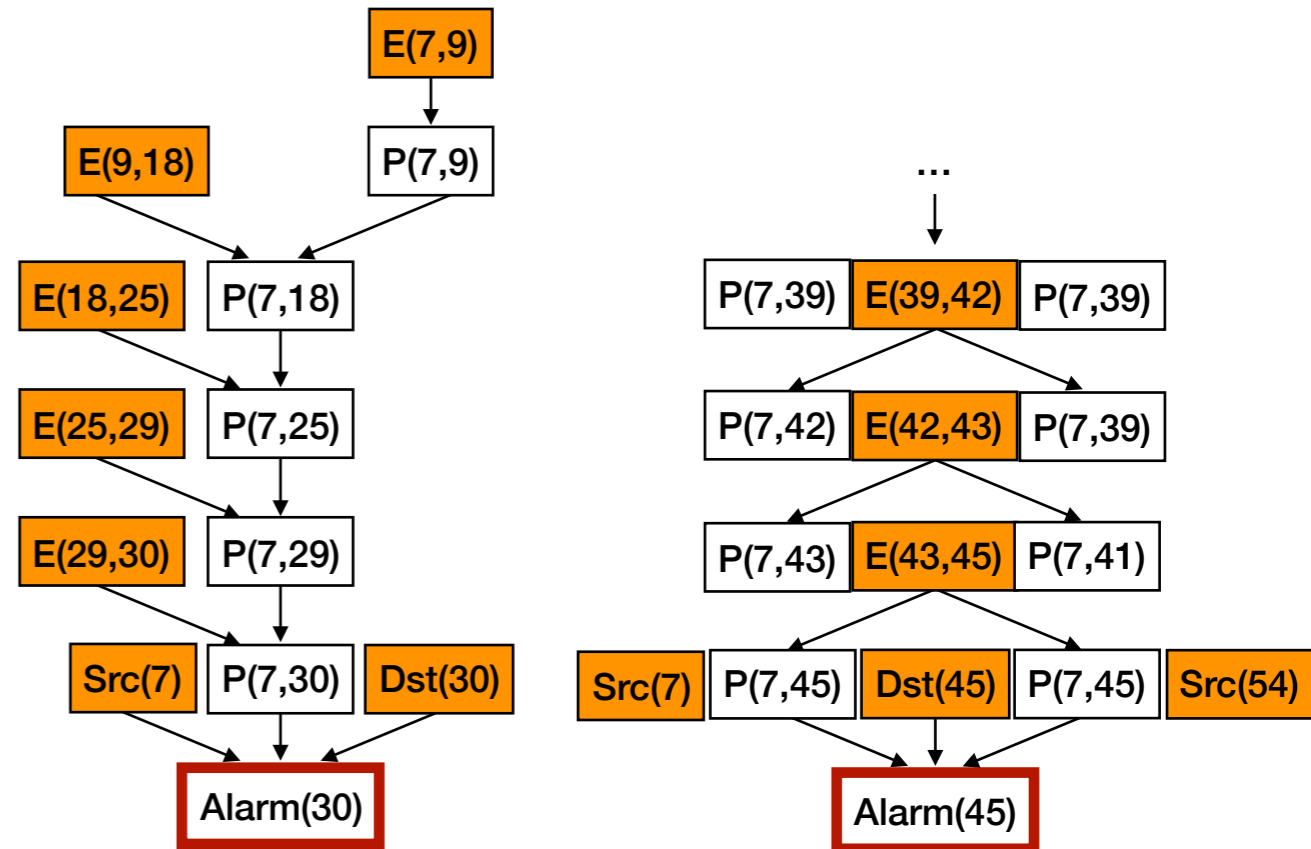 E(7,9)
E(9,18)
P(7,9)
E(18,25)
P(7,18)
E(25,29)
P(7,25)
E(29,30)
P(7,29)
Src(7)
P(7,30)
Dst(30)
Alarm(30)
...
P(7,39)
E(39,42)
P(7,39)
P(7,42)
E(42,43)
P(7,39)
P(7,43)
E(43,45)
P(7,41)
Src(7)
P(7,45)
Dst(45)
P(7,45)
Src(54)
Alarm(45)